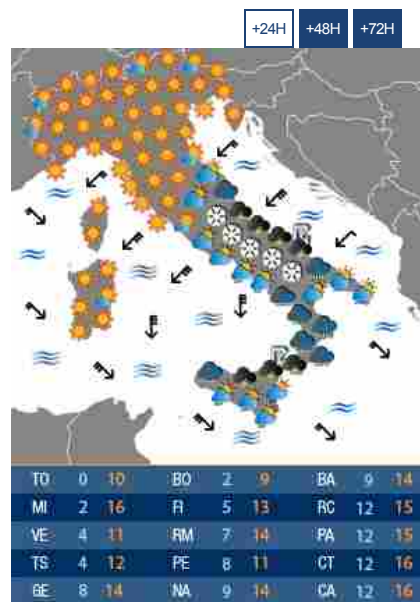 +24H +48H +72H
TO 0 10 BO 2 9 BA 9 14
MI 2 16 FI 5 13 RC 12 15
VE 4 11 RM 7 14 PA 12 15
TS 4 12 PE 8 11 CT 12 16
GE 8 14 NA 9 14 CA 12 16